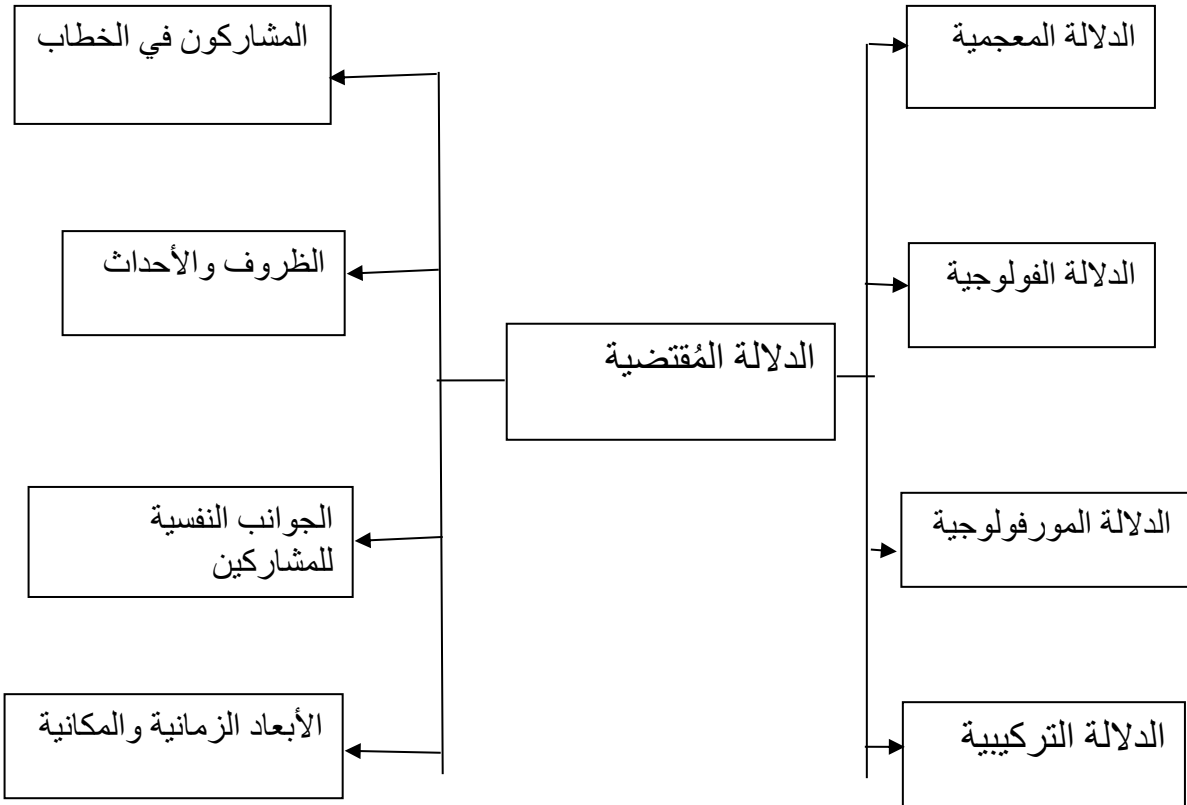 الدلالة المعجمية
المشاركون في الخطاب
الدلالة الفولوجية
الظروف والأحداث
الدلالة المُقتضية
الدلالة المورفولوجية
الجوانب النفسية
للمشاركين
الدلالة التركيبية
الأبعاد الزمانية والمكانية